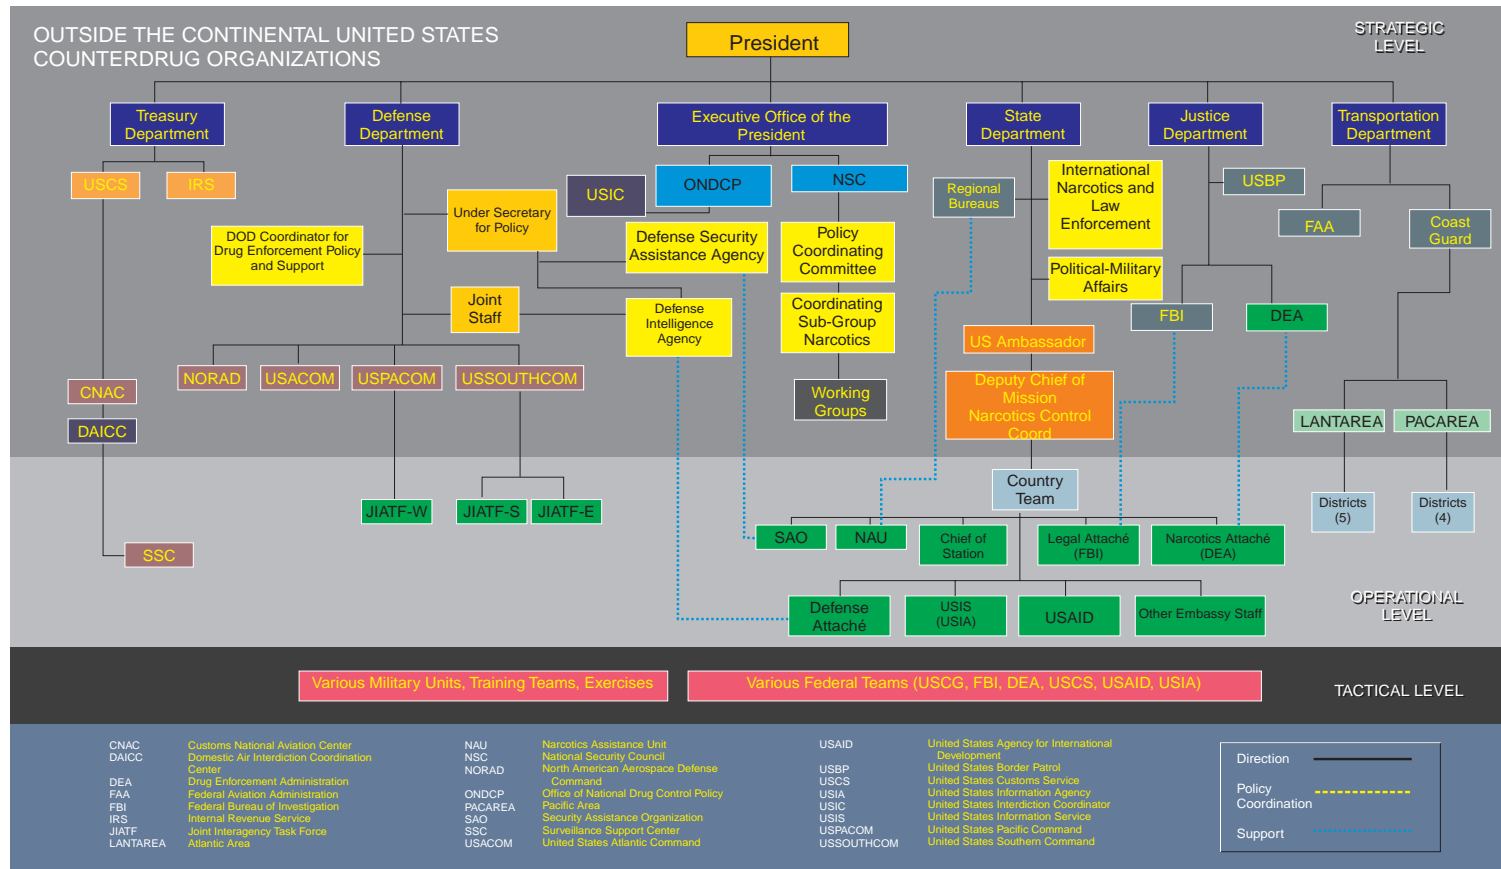 OUTSIDE THE CONTINENTAL UNITED STATES
COUNTERDRUG ORGANIZATIONS
President
STRATEGIC
LEVEL
Treasury
Department
Defense
Department
Executive Office of the
President
State
Department
Justice
Department
Transportation
Department
USCS
IRS
USIC
ONDCP
NSC
Regional
Bureaus
International
Narcotics and
Law
Enforcement
USBP
FAA
Coast
Guard
Under Secretary
for Policy
DOD Coordinator for
Drug Enforcement Policy
and Support
Defense Security
Assistance Agency
Policy
Coordinating
Committee
Political-Military
Affairs
Joint
Staff
Defense
Intelligence
Agency
Coordinating
Sub-Group
Narcotics
FBI
DEA
US Ambassador
CNAC
NORAD
USACOM
USPACOM
USSOUTHCOM
Working
Groups
Deputy Chief of
Mission
Narcotics Control
Coord
DAICC
LANTAREA
PACAREA
Country
Team
JIATF-W
JIATF-S
JIATF-E
Districts
(5)
Districts
(4)
SSC
SAO
NAU
Chief of
Station
Legal Attaché
(FBI)
Narcotics Attaché
(DEA)
Defense
Attaché
USIS
(USIA)
USAID
Other Embassy Staff
OPERATIONAL
LEVEL
Various Military Units, Training Teams, Exercises
Various Federal Teams (USCG, FBI, DEA, USCS, USAID, USIA)
TACTICAL LEVEL
CNAC Customs National Aviation Center
DAICC Domestic Air Interdiction Coordination
Center
DEA Drug Enforcement Administration
FAA Federal Aviation Administration
FBI Federal Bureau of Investigation
IRS Internal Revenue Service
JIATF Joint Interagency Task Force
LANTAREA Atlantic Area
NAU Narcotics Assistance Unit
NSC National Security Council
NORAD North American Aerospace Defense
Command
ONDCP Office of National Drug Control Policy
PACAREA Pacific Area
SAO Security Assistance Organization
SSC Surveillance Support Center
USACOM United States Atlantic Command
USAID United States Agency for International
Development
USBP United States Border Patrol
USCS United States Customs Service
USIA United States Information Agency
USIC United States Interdiction Coordinator
USIS United States Information Service
USPACOM United States Pacific Command
USSOUTHCOM United States Southern Command
Direction
Policy
Coordination
Support